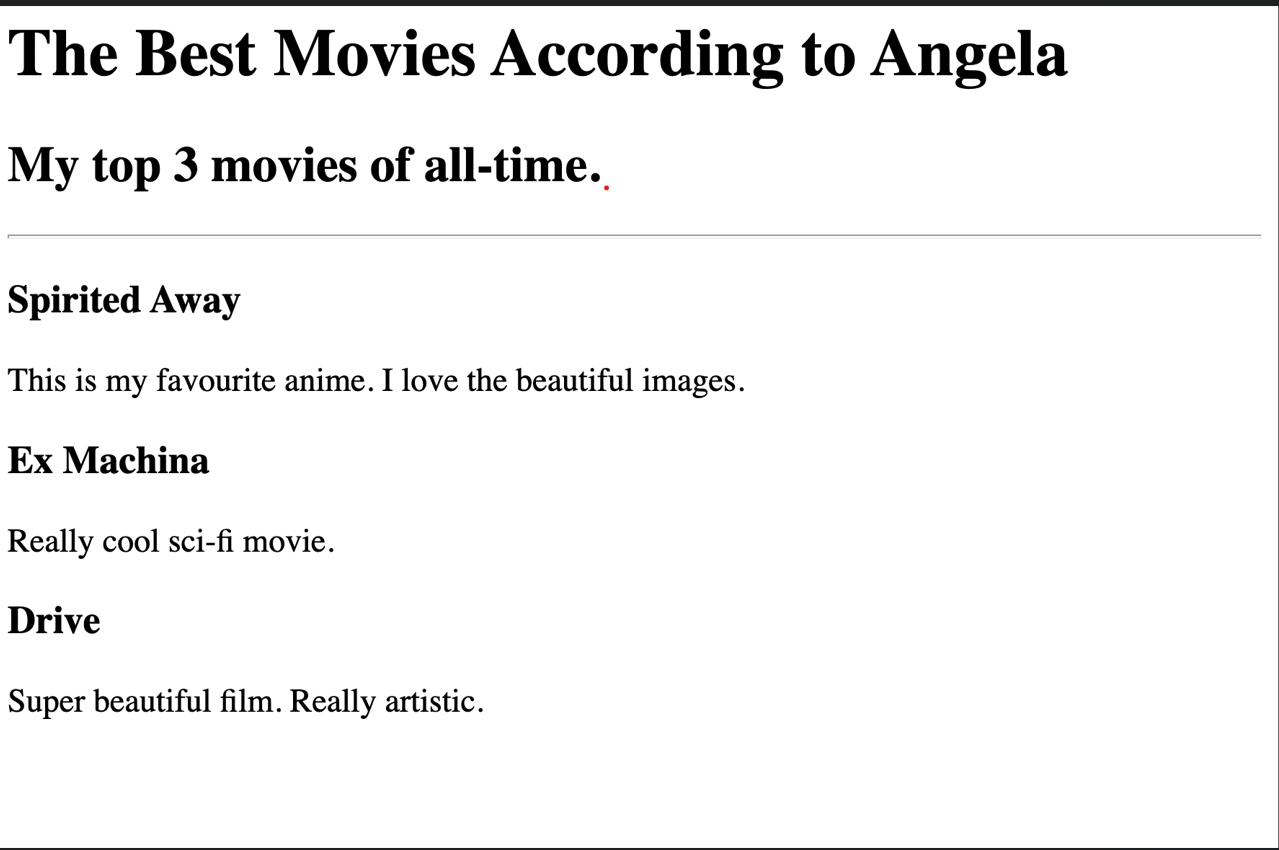 The Best Movies According to Angela
My top 3 movies of all-time.
Spirited Away
This is my favourite anime. I love the beautiful images.
Ex Machina
Really cool sci-fi movie.
Drive
Super beautiful film. Really artistic.